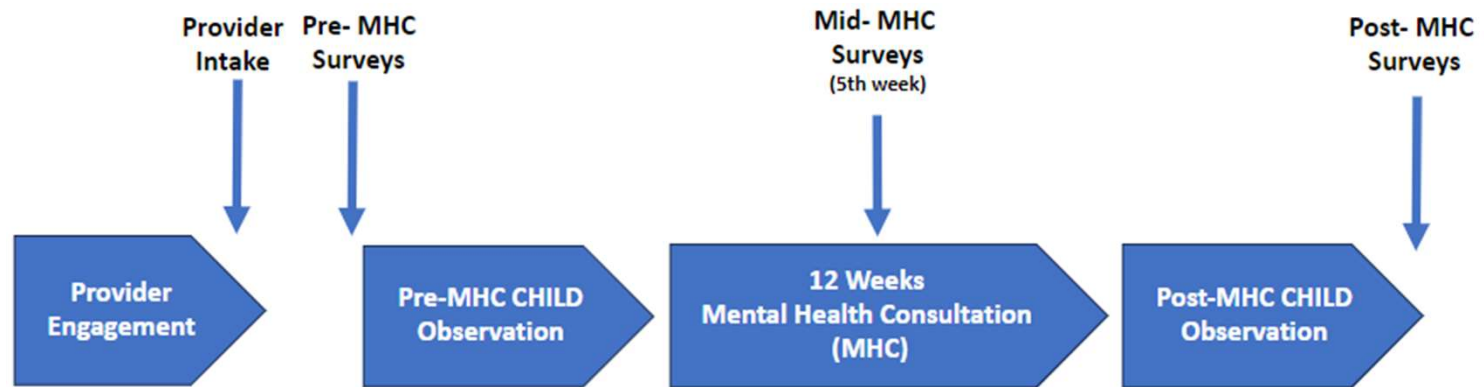 Provider
Intake
Pre- MHC
Surveys
Mid- MHC
Surveys
(5th week)
Post- MHC
Surveys
Provider
Engagement
Pre-MHC CHILD
Observation
12 Weeks
Mental Health Consultation
(MHC)
Post-MHC CHILD
Observation